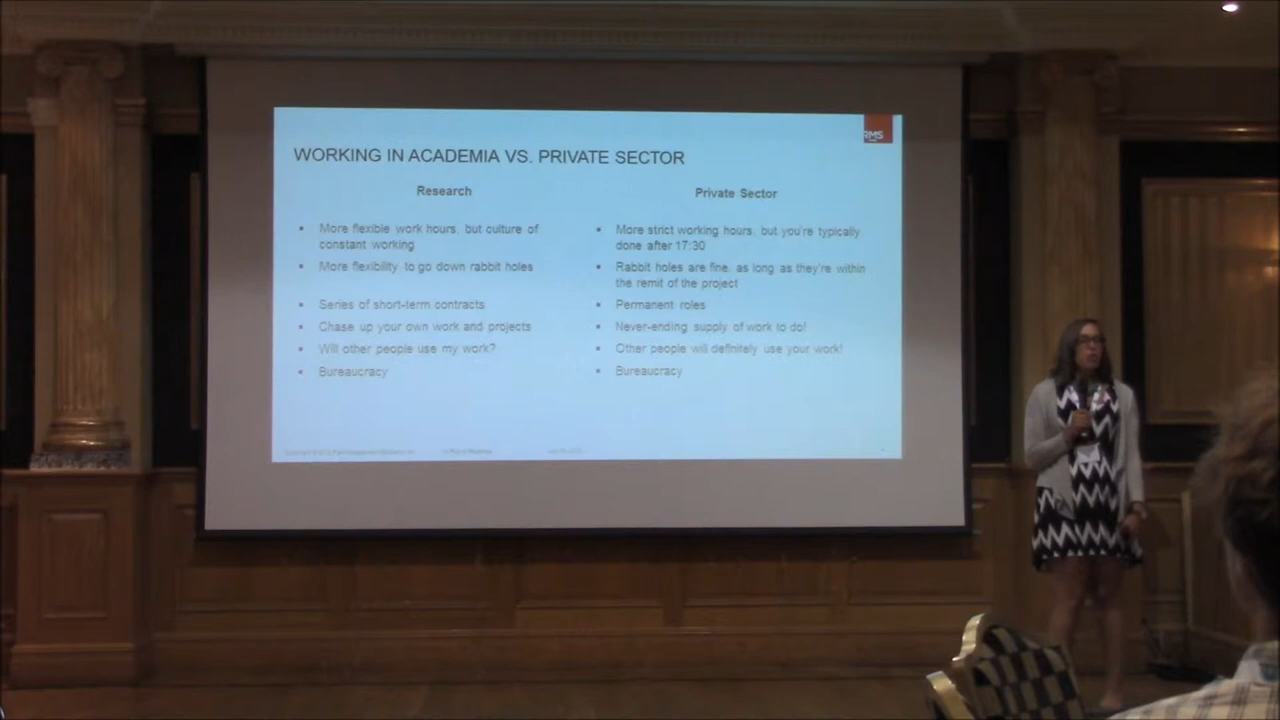 RMS
WORKING IN ACADEMIA VS. PRIVATE SECTOR
Research
More flexible work hours, but culture of
constant working
More flexibility to go down rabbit holes
Series of short-term contracts
Chase up your own work and projects
Will other people use my work?
Bureaucracy
Private Sector
More strict working hours, but you're typically
done after 17:30
Rabbit holes are fine, as long as they're within
the remit of the project
Permanent roles
Never-ending supply of work to do!
Other people will definitely use your work!
Bureaucracy